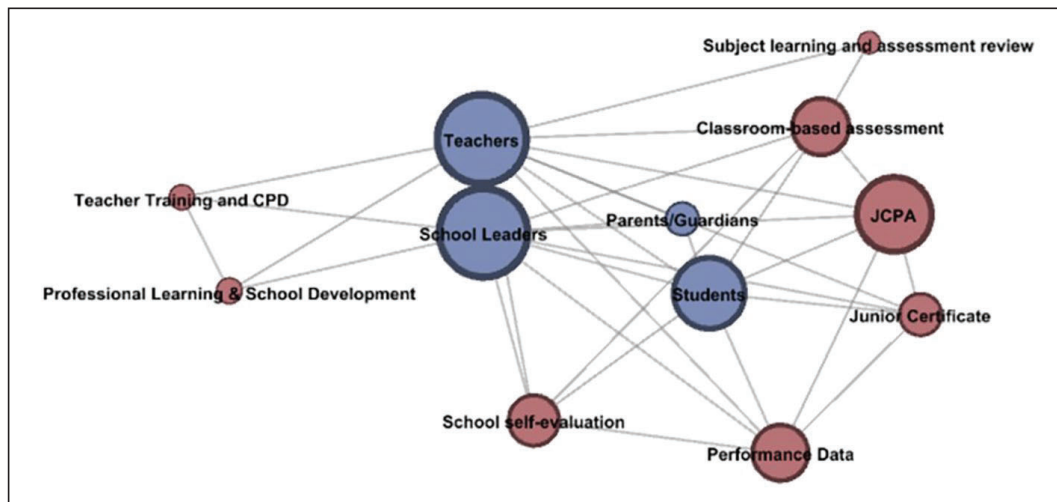 Subject learning and assessment review
Classroom-based assessment
Teachers
Teacher Training and CPD
Parents/Guardians
JCPA
School Leaders
Professional Learning & School Development
Students
Junior Certificate
School self-evaluation
Performance Data